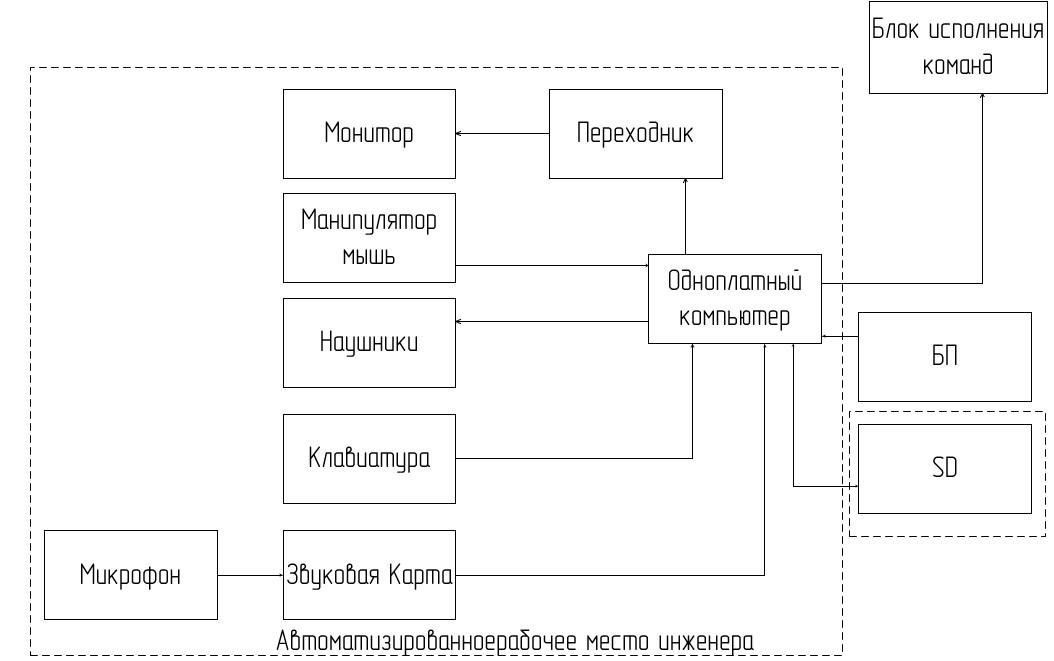 Блок исполнения
команд
Монитор
Переходник
Манипулятор
мышь
Одноплатный
компьютер
Наушники
БП
Клавиатура
SD
Микрофон
Звуковая Карта
Автоматизированноерабочее место инженера